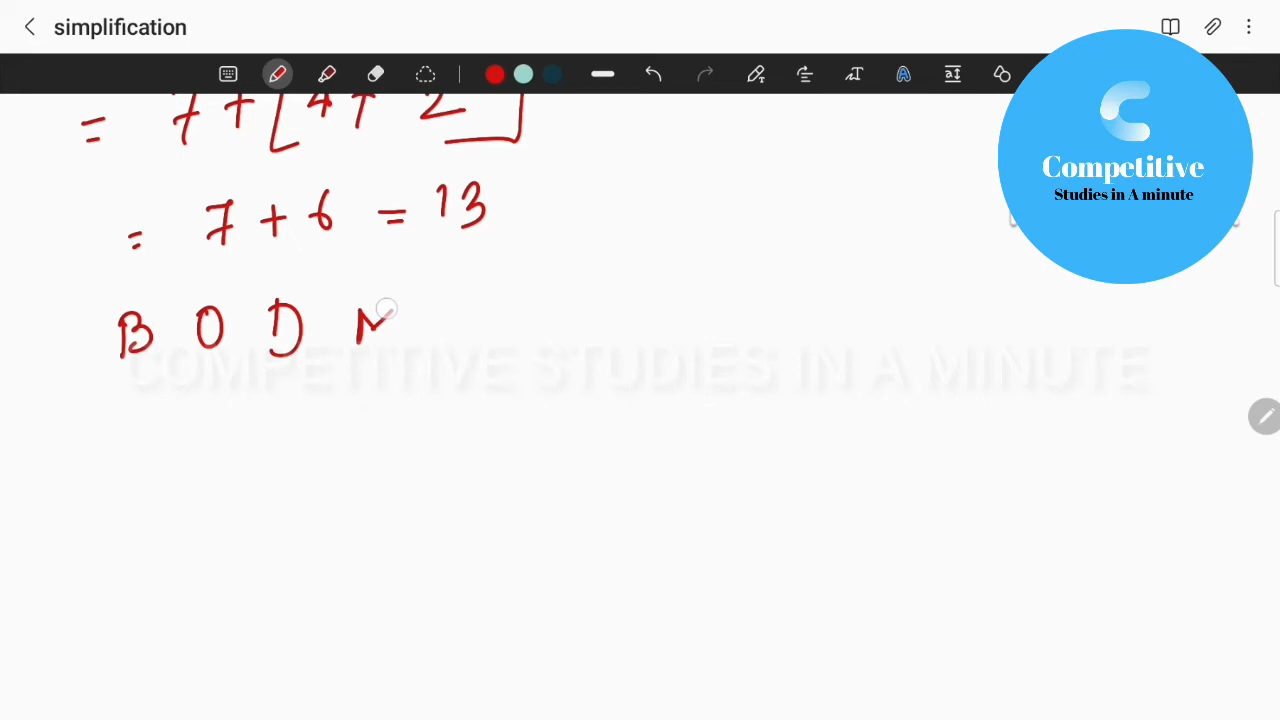 simplification
= 7 + [ 4 + 2 ]
Competitive
Studies in A minute
= 7 + 6 = 13
B O D
COMPETITIVE STUDIES IN A MINUTE